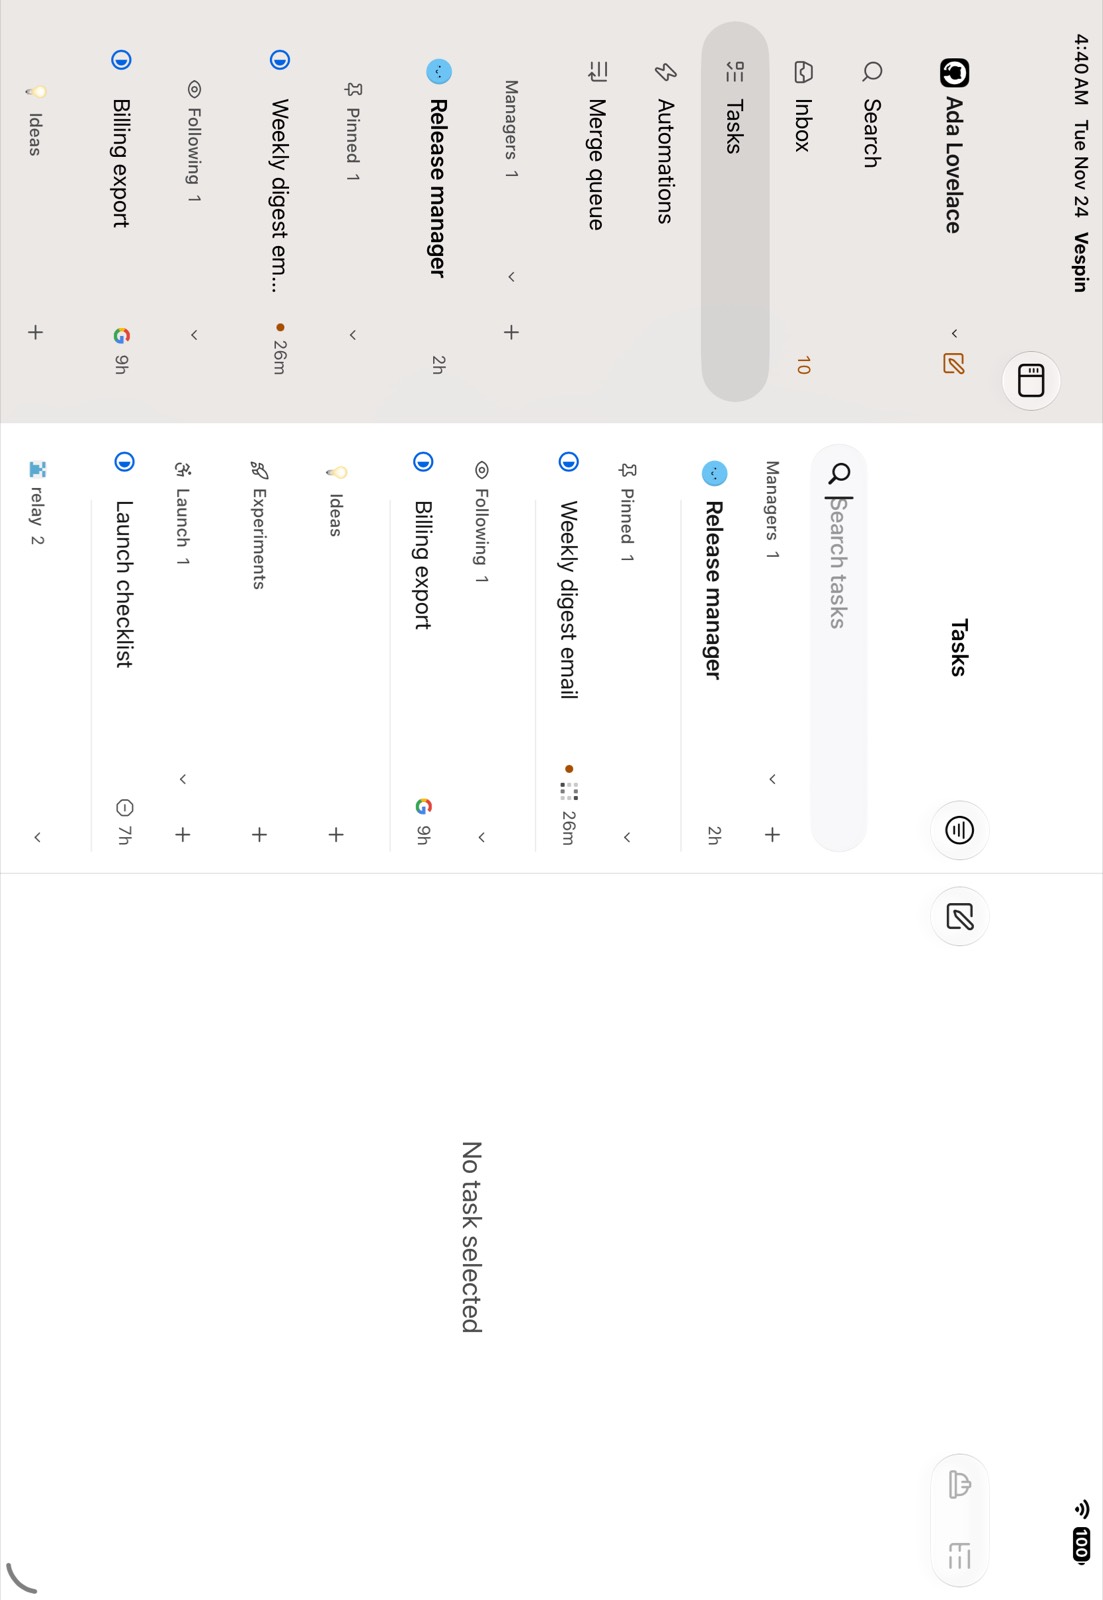 4:40 AM Tue Nov 24 Vespin
100
Ada Lovelace
Search
Inbox 10
Tasks
Automations
Merge queue
Managers 1
Release manager 2h
Pinned 1
Weekly digest em... 26m
Following 1
Billing export 9h
Ideas
Tasks
Search tasks
Managers 1
Release manager 2h
Pinned 1
Weekly digest email 26m
Following 1
Billing export 9h
Ideas
Experiments
Launch 1
Launch checklist 7h
relay 2
No task selected